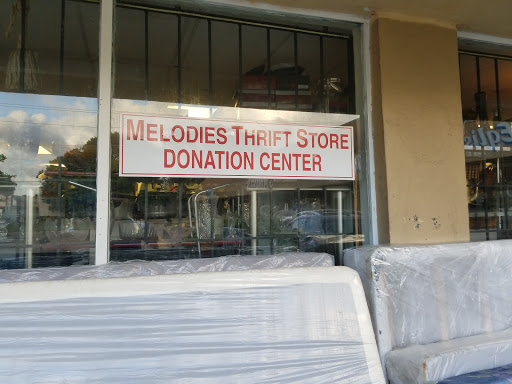 MELODIES THRIFT STORE
DONATION CENTER